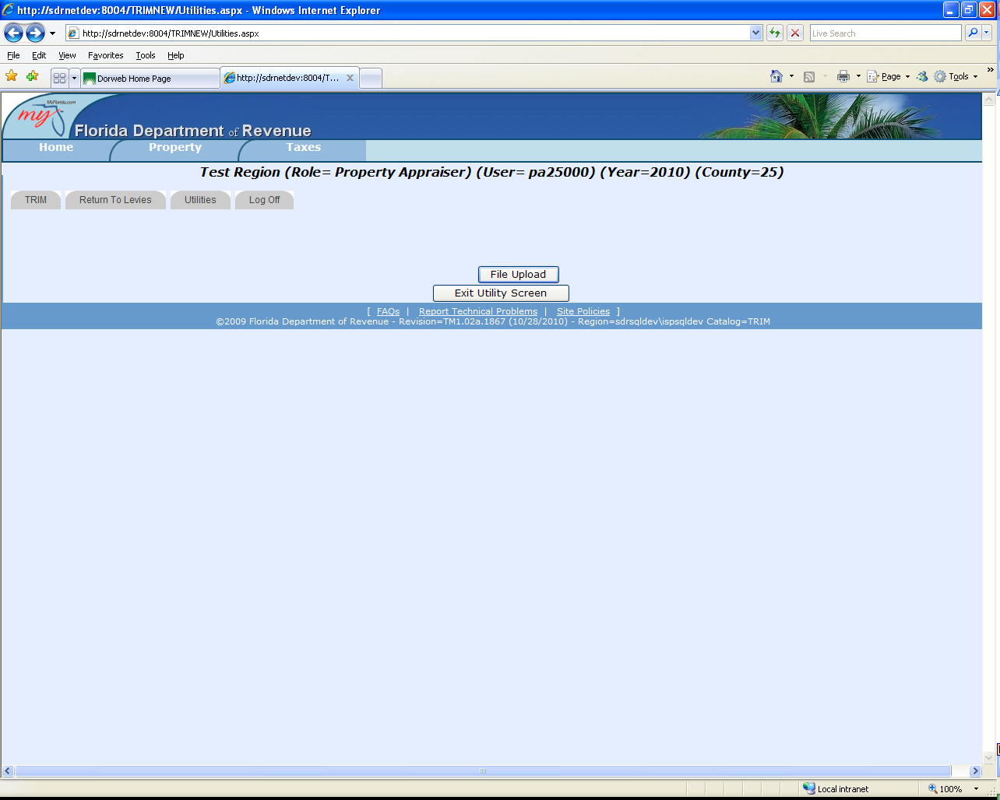 http://sdrnetdev:8004/TRIMNEW/Utilities.aspx - Windows Internet Explorer
http://sdrnetdev:8004/TRIMNEW/Utilities.aspx Live Search
File Edit View Favorites Tools Help
Dorweb Home Page http://sdrnetdev:8004/T... Page Tools
MyFlorida.com
my
Florida Department of Revenue
Home Property Taxes
Test Region (Role= Property Appraiser) (User= pa25000) (Year=2010) (County=25)
TRIM Return To Levies Utilities Log Off
File Upload
Exit Utility Screen
[ FAQs | Report Technical Problems | Site Policies ]
©2009 Florida Department of Revenue - Revision=TM1.02a.1867 (10/28/2010) - Region=sdrsqldev\ispsqldev Catalog=TRIM
Local intranet 100%